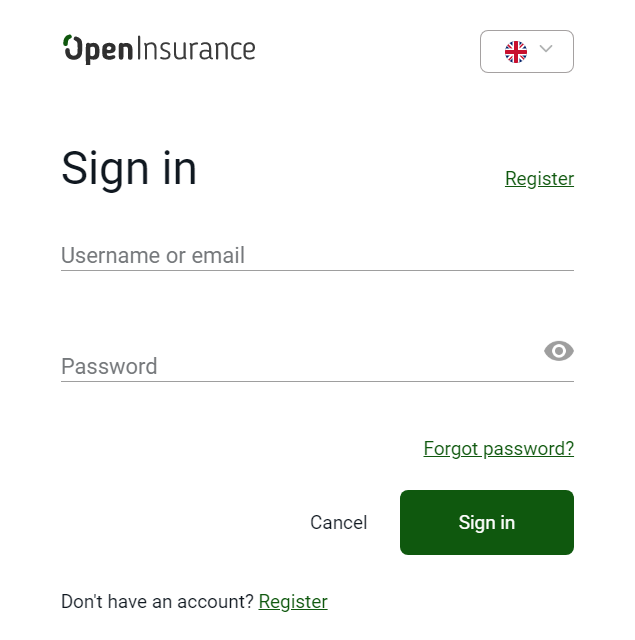 OpenInsurance
Sign in
Register
Username or email
Password
Forgot password?
Cancel
Sign in
Don't have an account? Register